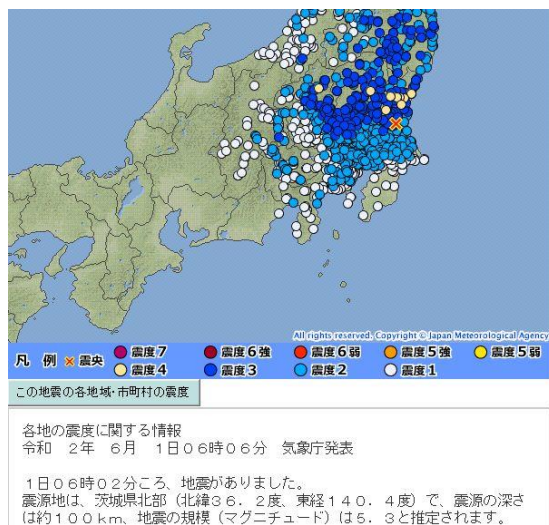 All rights reserved. Copyright © Japan Meteorological Agency
凡 例 × 震央 震度7 震度6強 震度6弱 震度5強 震度5弱
震度4 震度3 震度2 震度1
この地震の各地域・市町村の震度
各地の震度に関する情報
令和 2年 6月 1日06時06分 気象庁発表
1日06時02分ころ、地震がありました。
震源地は、茨城県北部(北緯36.2度、東経140.4度)で、震源の深さ
は約100km、地震の規模(マグニチュード)は5.3と推定されます。